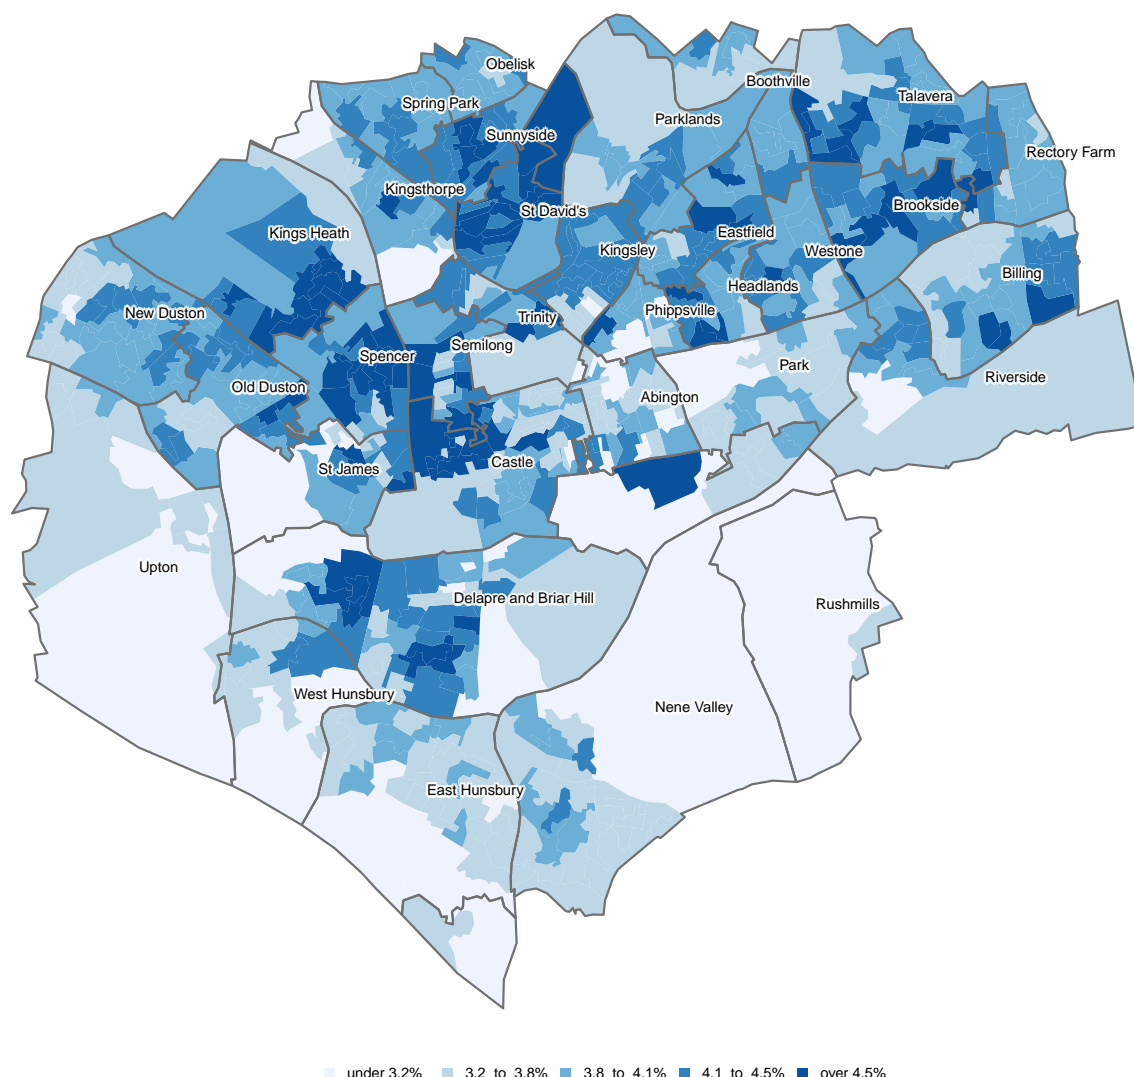 Obelisk
Boothville
Spring Park
Talavera
Parklands
Sunnyside
Rectory Farm
Kingsthorpe
Brookside
St David's
Kings Heath
Eastfield
Kingsley
Westone
Billing
Headlands
New Duston
Phippsville
Trinity
Semilong
Spencer
Park
Riverside
Old Duston
Abington
Castle
St James
Upton
Delapre and Briar Hill
Rushmills
West Hunsbury
Nene Valley
East Hunsbury
under 3.2% 3.2 to 3.8% 3.8 to 4.1% 4.1 to 4.5% over 4.5%